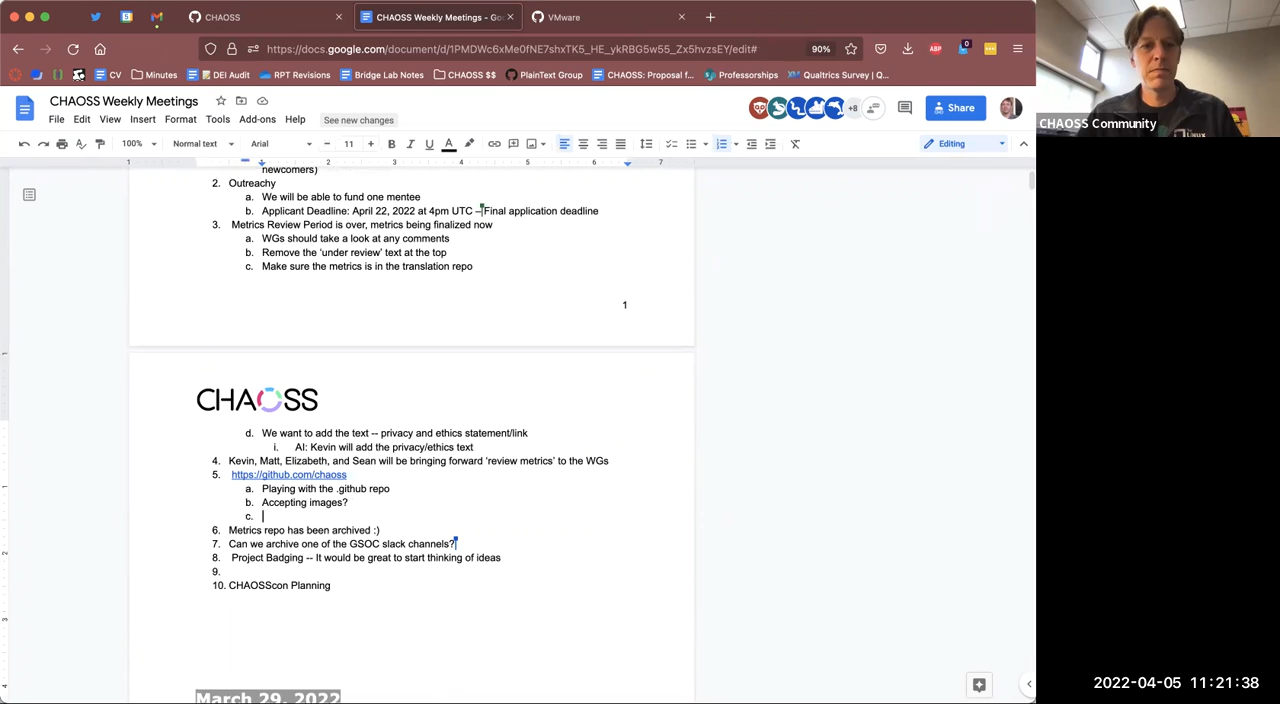 CHAOSS
CHAOSS Weekly Meetings - Goo
VMware
https://docs.google.com/document/d/1PMDWc6xMe0fNE7shxTK5_HE_ykRBG5w55_Zx5hvzsEY/edit#
90%
CV
Minutes
DEI Audit
RPT Revisions
Bridge Lab Notes
CHAOSS $$
PlainText Group
CHAOSS: Proposal f...
Professorships
Qualtrics Survey | Q...
CHAOSS Weekly Meetings
File Edit View Insert Format Tools Add-ons Help
See new changes
+8
Share
100%
Normal text
Arial
11
Editing
newcomers)
2. Outreachy
a. We will be able to fund one mentee
b. Applicant Deadline: April 22, 2022 at 4pm UTC – Final application deadline
3. Metrics Review Period is over, metrics being finalized now
a. WGs should take a look at any comments
b. Remove the ‘under review’ text at the top
c. Make sure the metrics is in the translation repo
1
CHAOSS
d. We want to add the text -- privacy and ethics statement/link
i. AI: Kevin will add the privacy/ethics text
4. Kevin, Matt, Elizabeth, and Sean will be bringing forward ‘review metrics’ to the WGs
5. https://github.com/chaoss
a. Playing with the .github repo
b. Accepting images?
c.
6. Metrics repo has been archived :)
7. Can we archive one of the GSOC slack channels?
8. Project Badging -- It would be great to start thinking of ideas
9.
10. CHAOSScon Planning
March 29, 2022
CHAOSS Community
2022-04-05 11:21:38